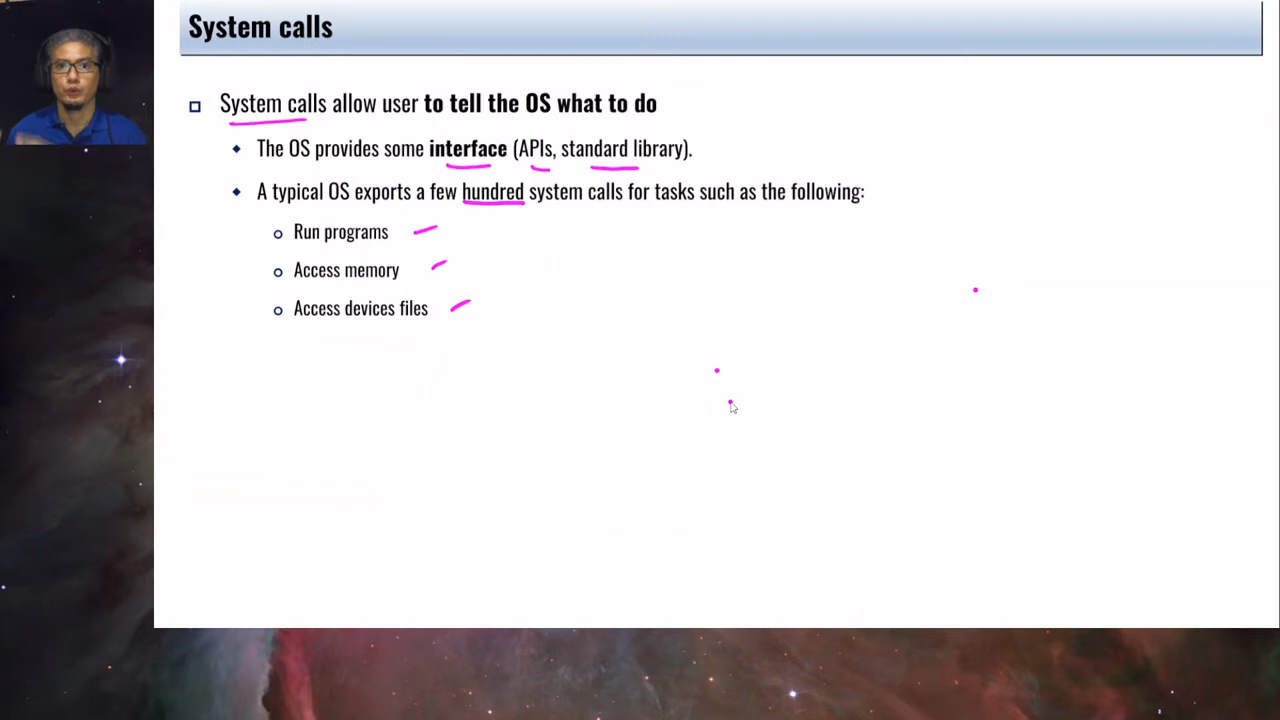 System calls
System calls allow user to tell the OS what to do
The OS provides some interface (APIs, standard library).
A typical OS exports a few hundred system calls for tasks such as the following:
Run programs
Access memory
Access devices files